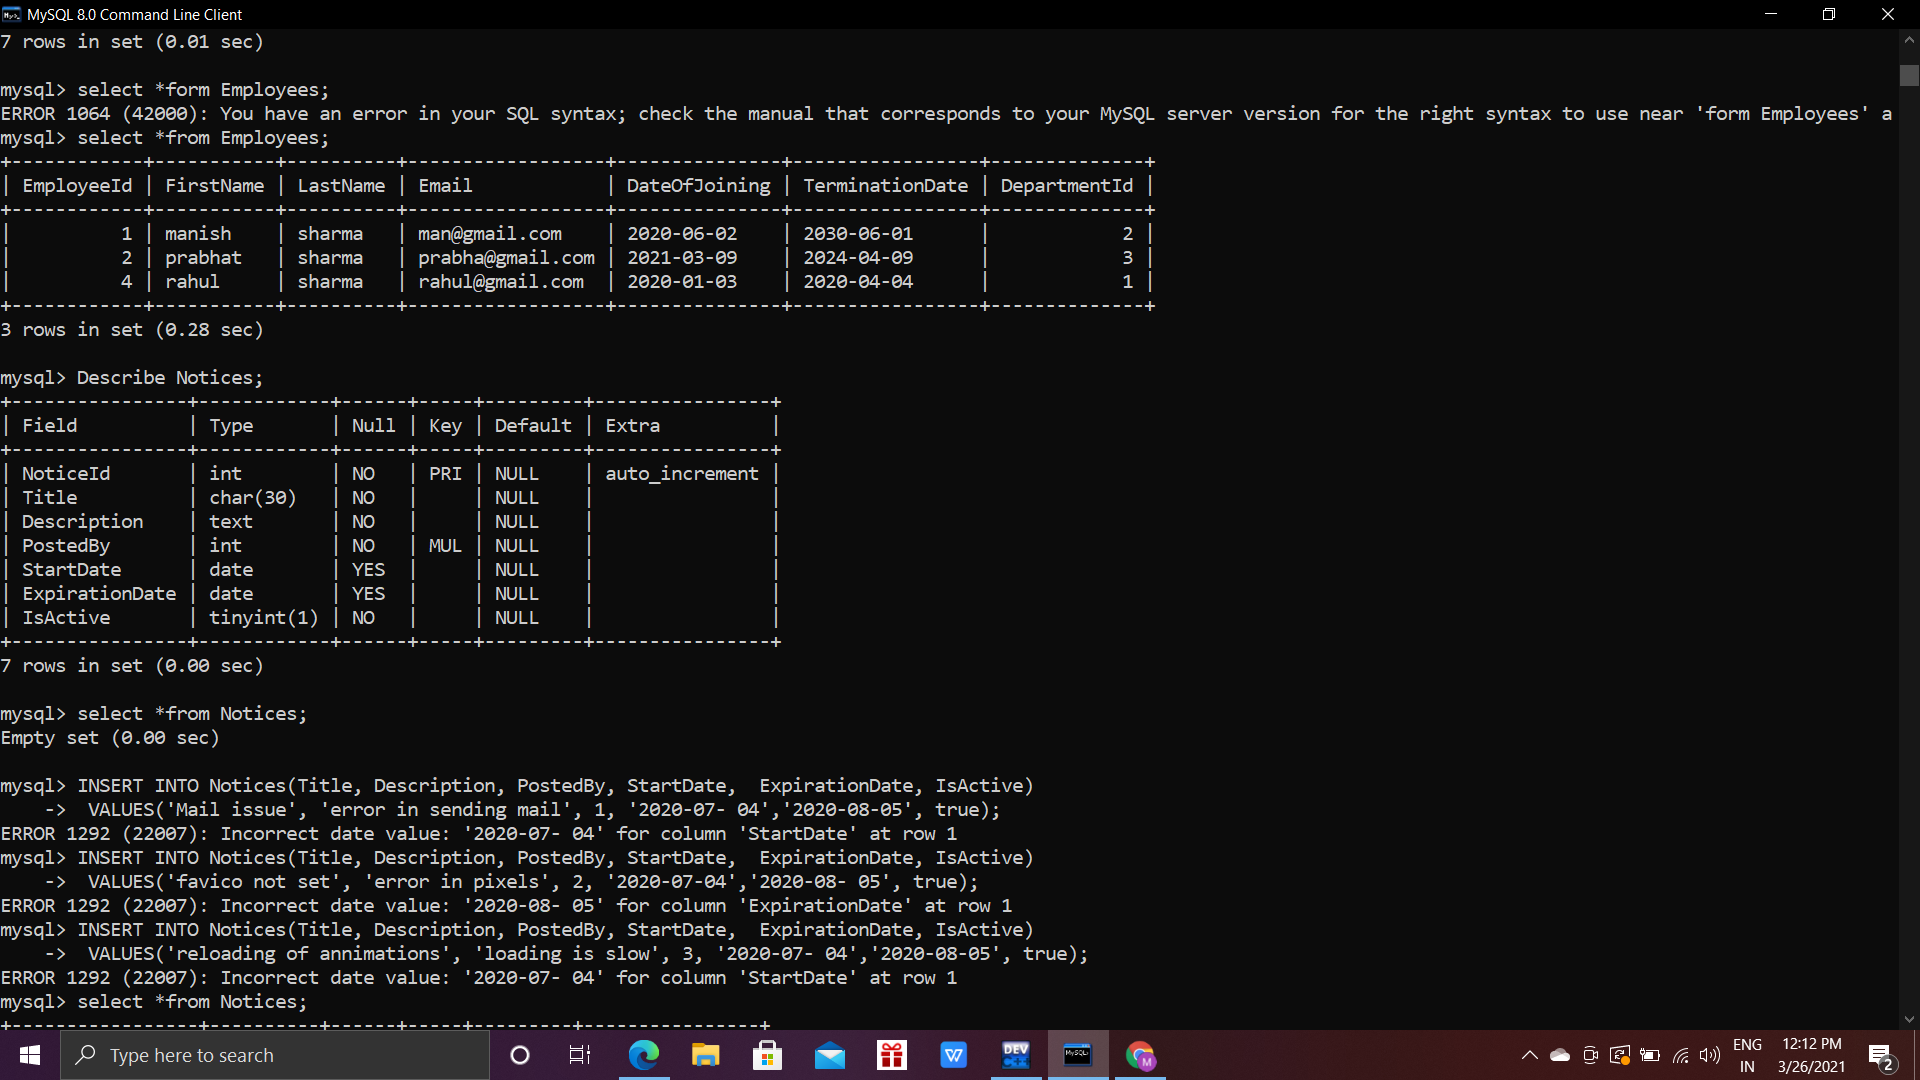 MySQL 8.0 Command Line Client
7 rows in set (0.01 sec)
mysql> select *form Employees;
ERROR 1064 (42000): You have an error in your SQL syntax; check the manual that corresponds to your MySQL server version for the right syntax to use near 'form Employees' a
mysql> select *from Employees;
+------------+-----------+----------+------------------+---------------+-----------------+--------------+
| EmployeeId | FirstName | LastName | Email            | DateOfJoining | TerminationDate | DepartmentId |
+------------+-----------+----------+------------------+---------------+-----------------+--------------+
|          1 | manish    | sharma   | man@gmail.com    | 2020-06-02    | 2030-06-01      |            2 |
|          2 | prabhat   | sharma   | prabha@gmail.com | 2021-03-09    | 2024-04-09      |            3 |
|          4 | rahul     | sharma   | rahul@gmail.com  | 2020-01-03    | 2020-04-04      |            1 |
+------------+-----------+----------+------------------+---------------+-----------------+--------------+
3 rows in set (0.28 sec)
mysql> Describe Notices;
+----------------+------------+------+-----+---------+----------------+
| Field          | Type       | Null | Key | Default | Extra          |
+----------------+------------+------+-----+---------+----------------+
| NoticeId       | int        | NO   | PRI | NULL    | auto_increment |
| Title          | char(30)   | NO   |     | NULL    |                |
| Description    | text       | NO   |     | NULL    |                |
| PostedBy       | int        | NO   | MUL | NULL    |                |
| StartDate      | date       | YES  |     | NULL    |                |
| ExpirationDate | date       | YES  |     | NULL    |                |
| IsActive       | tinyint(1) | NO   |     | NULL    |                |
+----------------+------------+------+-----+---------+----------------+
7 rows in set (0.00 sec)
mysql> select *from Notices;
Empty set (0.00 sec)
mysql> INSERT INTO Notices(Title, Description, PostedBy, StartDate,  ExpirationDate, IsActive)
    ->  VALUES('Mail issue', 'error in sending mail', 1, '2020-07- 04','2020-08-05', true);
ERROR 1292 (22007): Incorrect date value: '2020-07- 04' for column 'StartDate' at row 1
mysql> INSERT INTO Notices(Title, Description, PostedBy, StartDate,  ExpirationDate, IsActive)
    ->  VALUES('favico not set', 'error in pixels', 2, '2020-07-04','2020-08- 05', true);
ERROR 1292 (22007): Incorrect date value: '2020-08- 05' for column 'ExpirationDate' at row 1
mysql> INSERT INTO Notices(Title, Description, PostedBy, StartDate,  ExpirationDate, IsActive)
    ->  VALUES('reloading of annimations', 'loading is slow', 3, '2020-07- 04','2020-08-05', true);
ERROR 1292 (22007): Incorrect date value: '2020-07- 04' for column 'StartDate' at row 1
mysql> select *from Notices;
+-----------------+----------+------+-----+---------+----------------+
Type here to search
W
DEV
C++
MySQL
M
ENG
IN
12:12 PM
3/26/2021
2